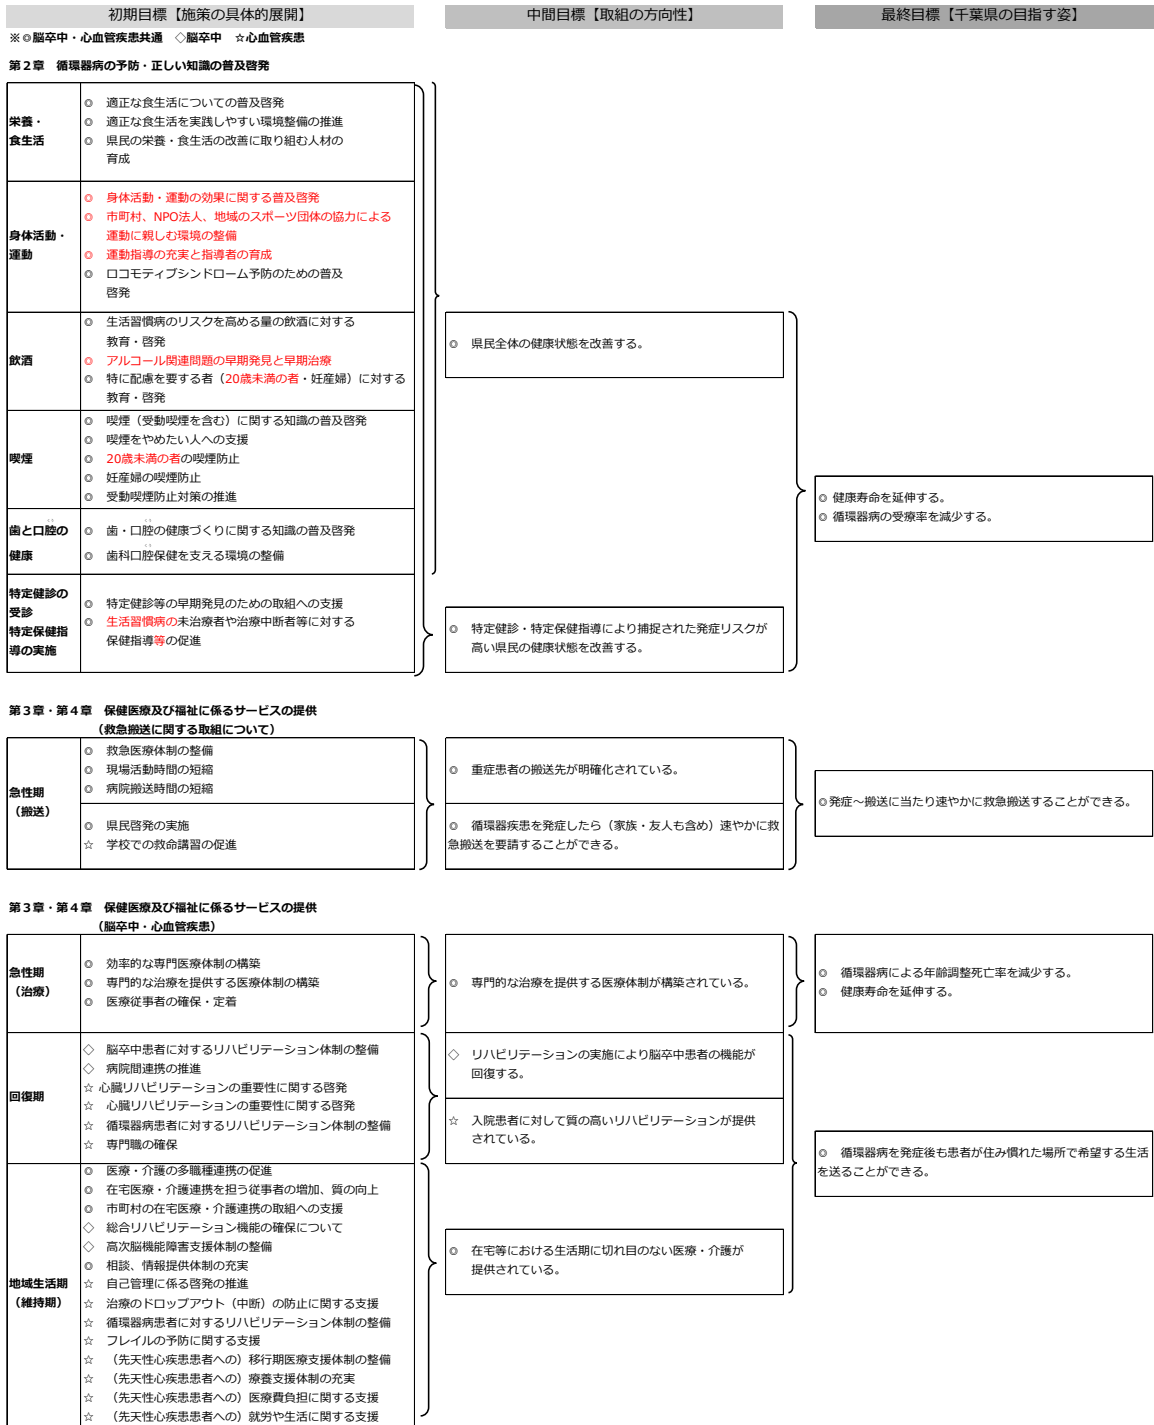 初期目標【施策の具体的展開】
中間目標【取組の方向性】
最終目標【千葉県の目指す姿】
※◎脳卒中・心血管疾患共通　◇脳卒中　☆心血管疾患
第２章　循環器病の予防・正しい知識の普及啓発
栄養・
食生活
◎　適正な食生活についての普及啓発
◎　適正な食生活を実践しやすい環境整備の推進
◎　県民の栄養・食生活の改善に取り組む人材の
育成
身体活動・
運動
◎　身体活動・運動の効果に関する普及啓発
◎　市町村、NPO法人、地域のスポーツ団体の協力による
運動に親しむ環境の整備
◎　運動指導の充実と指導者の育成
◎　ロコモティブシンドローム予防のための普及
啓発
飲酒
◎　生活習慣病のリスクを高める量の飲酒に対する
教育・啓発
◎　アルコール関連問題の早期発見と早期治療
◎　特に配慮を要する者（20歳未満の者・妊産婦）に対する
教育・啓発
喫煙
◎　喫煙（受動喫煙を含む）に関する知識の普及啓発
◎　喫煙をやめたい人への支援
◎　20歳未満の者の喫煙防止
◎　妊産婦の喫煙防止
◎　受動喫煙防止対策の推進
歯と口腔の
健康
◎　歯・口腔の健康づくりに関する知識の普及啓発
◎　歯科口腔保健を支える環境の整備
特定健診の
受診
特定保健指
導の実施
◎　特定健診等の早期発見のための取組への支援
◎　生活習慣病の未治療者や治療中断者等に対する
保健指導等の促進
◎　県民全体の健康状態を改善する。
◎　特定健診・特定保健指導により捕捉された発症リスクが
高い県民の健康状態を改善する。
◎ 健康寿命を延伸する。
◎ 循環器病の受療率を減少する。
第３章・第４章　保健医療及び福祉に係るサービスの提供
（救急搬送に関する取組について）
急性期
（搬送）
◎　救急医療体制の整備
◎　現場活動時間の短縮
◎　病院搬送時間の短縮
◎　県民啓発の実施
☆　学校での救命講習の促進
◎　重症患者の搬送先が明確化されている。
◎　循環器疾患を発症したら（家族・友人も含め）速やかに救
急搬送を要請することができる。
◎発症～搬送に当たり速やかに救急搬送することができる。
第３章・第４章　保健医療及び福祉に係るサービスの提供
（脳卒中・心血管疾患）
急性期
（治療）
◎　効率的な専門医療体制の構築
◎　専門的な治療を提供する医療体制の構築
◎　医療従事者の確保・定着
◎　専門的な治療を提供する医療体制が構築されている。
◎　循環器病による年齢調整死亡率を減少する。
◎　健康寿命を延伸する。
回復期
◇　脳卒中患者に対するリハビリテーション体制の整備
◇　病院間連携の推進
☆ 心臓リハビリテーションの重要性に関する啓発
☆　心臓リハビリテーションの重要性に関する啓発
☆　循環器病患者に対するリハビリテーション体制の整備
☆　専門職の確保
◇　リハビリテーションの実施により脳卒中患者の機能が
回復する。
☆　入院患者に対して質の高いリハビリテーションが提供
されている。
地域生活期
（維持期）
◎　医療・介護の多職種連携の促進
◎　在宅医療・介護連携を担う従事者の増加、質の向上
◎　市町村の在宅医療・介護連携の取組への支援
◇　総合リハビリテーション機能の確保について
◇　高次脳機能障害支援体制の整備
◎　相談、情報提供体制の充実
☆　自己管理に係る啓発の推進
☆　治療のドロップアウト（中断）の防止に関する支援
☆　循環器病患者に対するリハビリテーション体制の整備
☆　フレイルの予防に関する支援
☆　（先天性心疾患患者への）移行期医療支援体制の整備
☆　（先天性心疾患患者への）療養支援体制の充実
☆　（先天性心疾患患者への）医療費負担に関する支援
☆　（先天性心疾患患者への）就労や生活に関する支援
◎　在宅等における生活期に切れ目のない医療・介護が
提供されている。
◎　循環器病を発症後も患者が住み慣れた場所で希望する生活
を送ることができる。